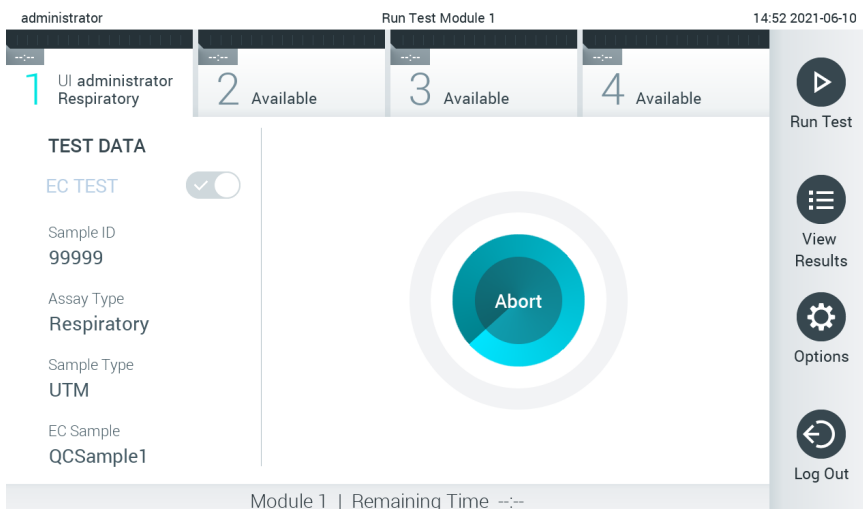 administrator
Run Test Module 1
14:52 2021-06-10
--:--
--:--
--:--
--:--
1
UI administrator
Respiratory
2
Available
3
Available
4
Available
Run Test
TEST DATA
EC TEST
Sample ID
99999
Assay Type
Respiratory
Sample Type
UTM
EC Sample
QCSample1
Abort
View
Results
Options
Log Out
Module 1 | Remaining Time --:--